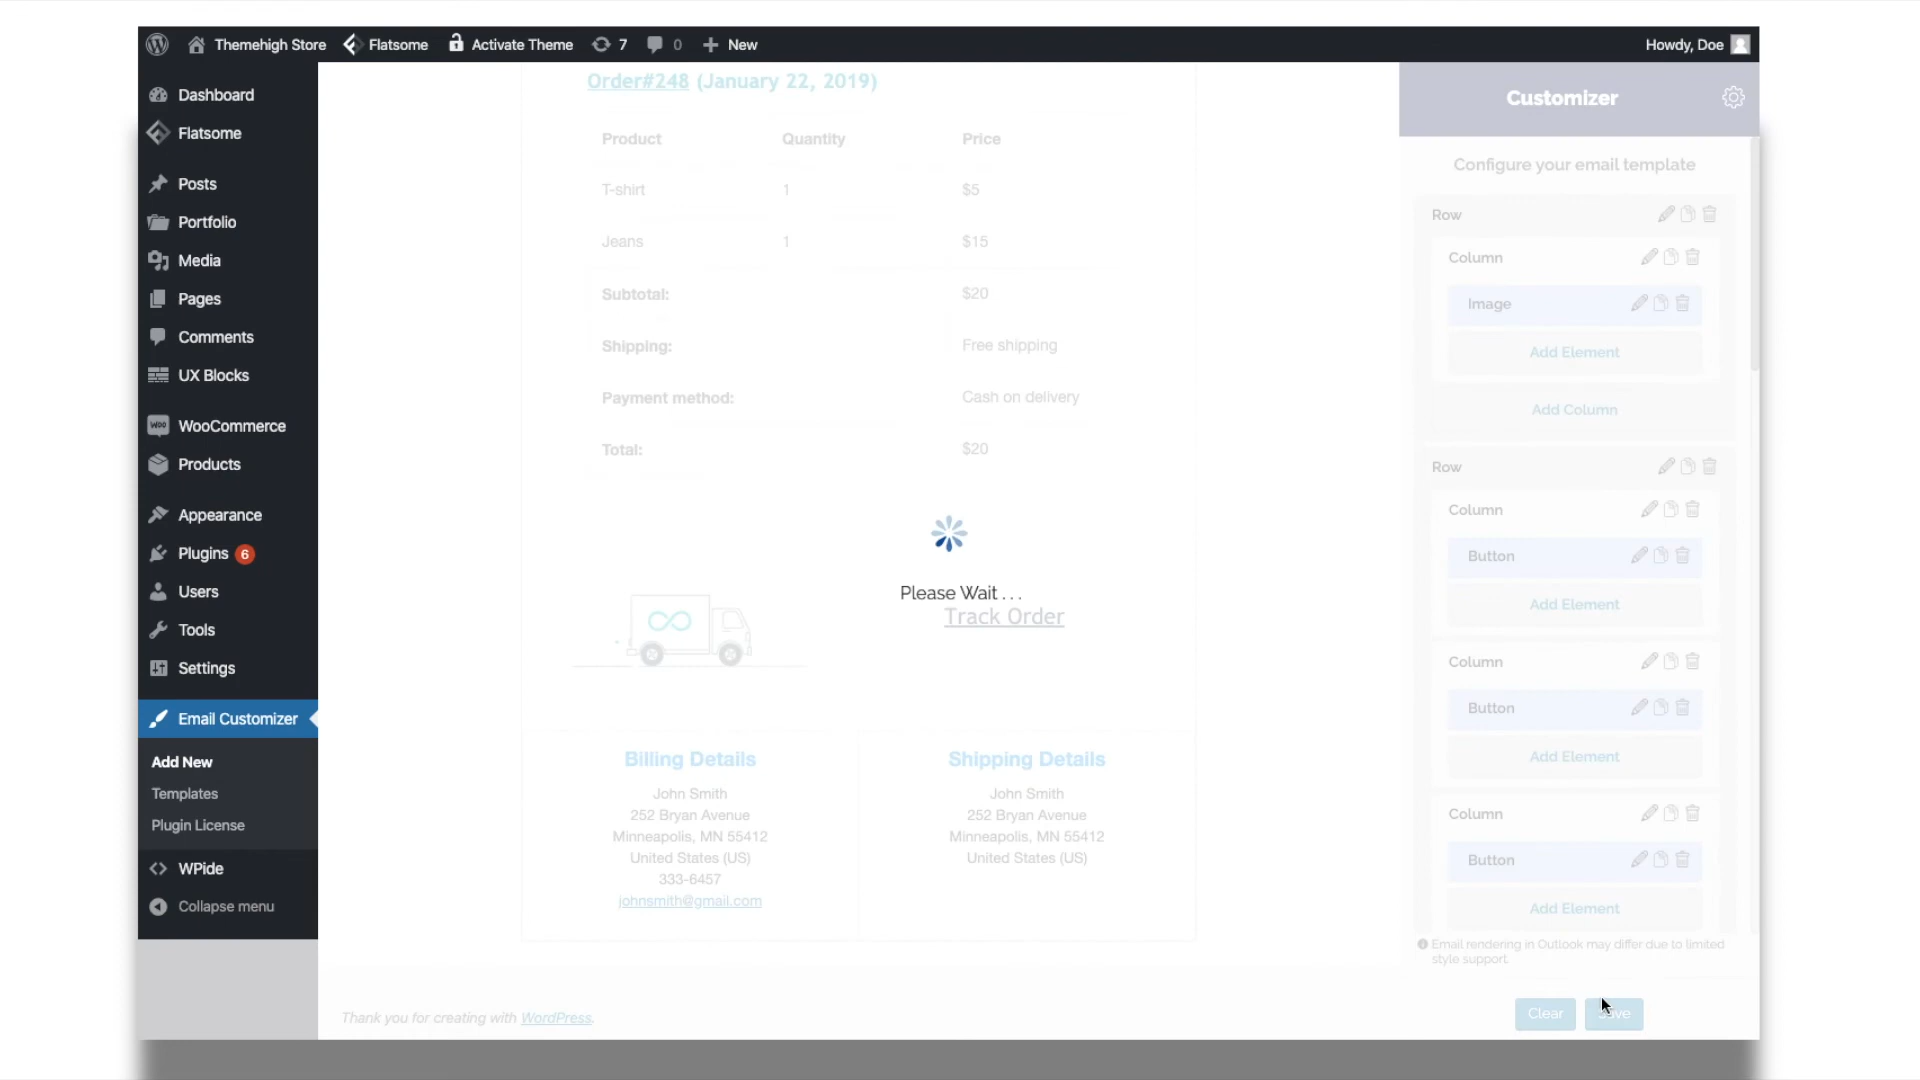 Themehigh Store
Flatsome
Activate Theme
7
0
New
Howdy, Doe
Dashboard
Flatsome
Posts
Portfolio
Media
Pages
Comments
UX Blocks
WooCommerce
Products
Appearance
Plugins 6
Users
Tools
Settings
Email Customizer
Add New
Templates
Plugin License
WPide
Collapse menu
Order#248 (January 22, 2019)
Product Quantity Price
T-shirt 1 $5
Jeans 1 $15
Subtotal: $20
Shipping: Free shipping
Payment method: Cash on delivery
Total: $20
Please Wait . . .
Track Order
Billing Details
John Smith
252 Bryan Avenue
Minneapolis, MN 55412
United States (US)
333-6457
johnsmith@gmail.com
Shipping Details
John Smith
252 Bryan Avenue
Minneapolis, MN 55412
United States (US)
Thank you for creating with WordPress.
Customizer
Configure your email template
Row
Column
Image
Add Element
Add Column
Row
Column
Button
Add Element
Column
Button
Add Element
Column
Button
Add Element
Email rendering in Outlook may differ due to limited
style support.
Clear